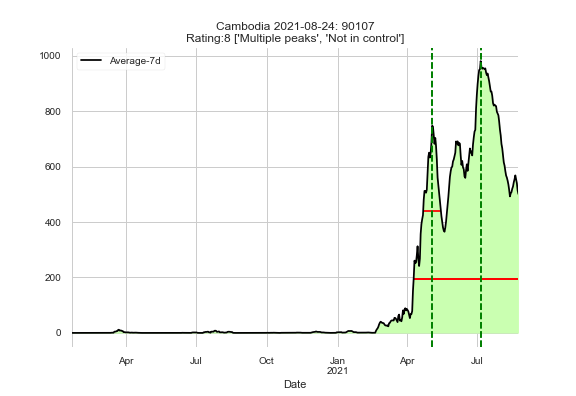 Cambodia 2021-08-24: 90107
Rating:8 ['Multiple peaks', 'Not in control']
Average-7d
1000
800
600
400
200
0
Apr Jul Oct Jan Apr Jul
2021
Date